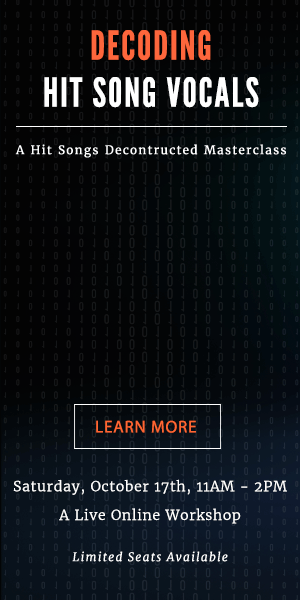 DECODING
HIT SONG VOCALS
A Hit Songs Decontructed Masterclass
LEARN MORE
Saturday, October 17th, 11AM – 2PM
A Live Online Workshop
Limited Seats Available